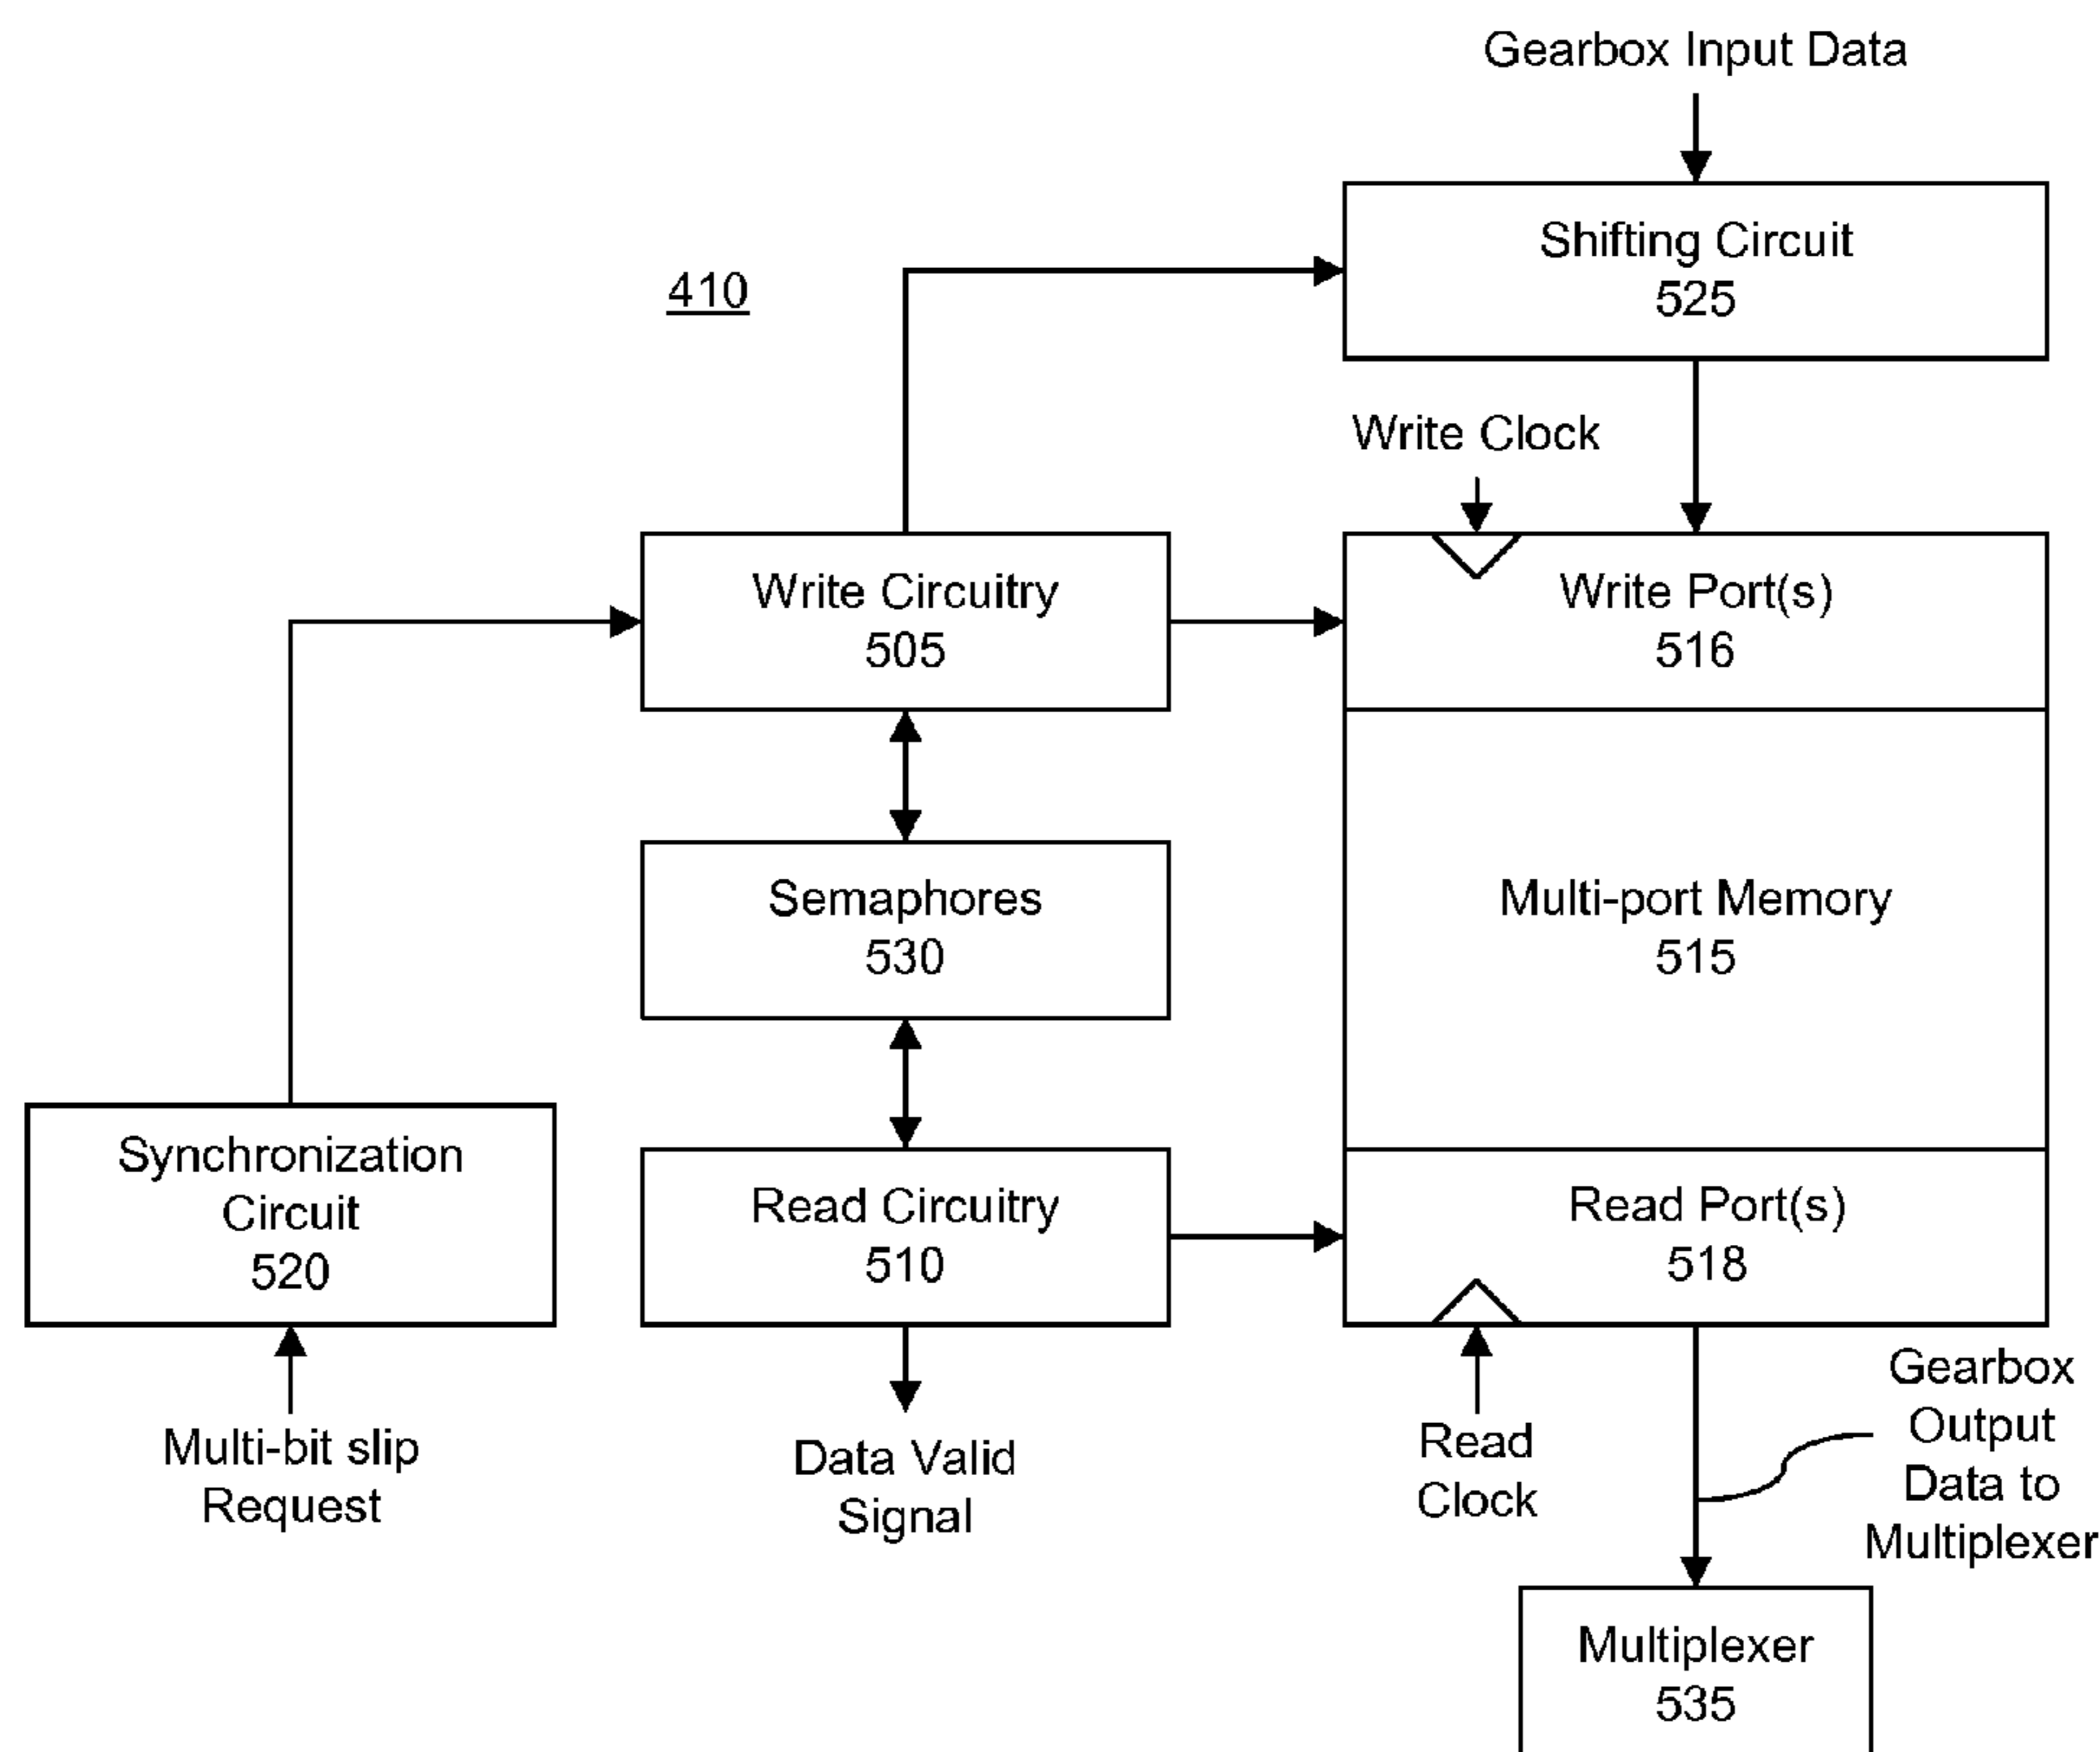 Gearbox Input Data
Shifting Circuit
525
410
Write Clock
Write Circuitry
505
Write Port(s)
516
Semaphores
530
Multi-port Memory
515
Synchronization
Circuit
520
Read Circuitry
510
Read Port(s)
518
Multi-bit slip
Request
Data Valid
Signal
Read
Clock
Gearbox
Output
Data to
Multiplexer
Multiplexer
535